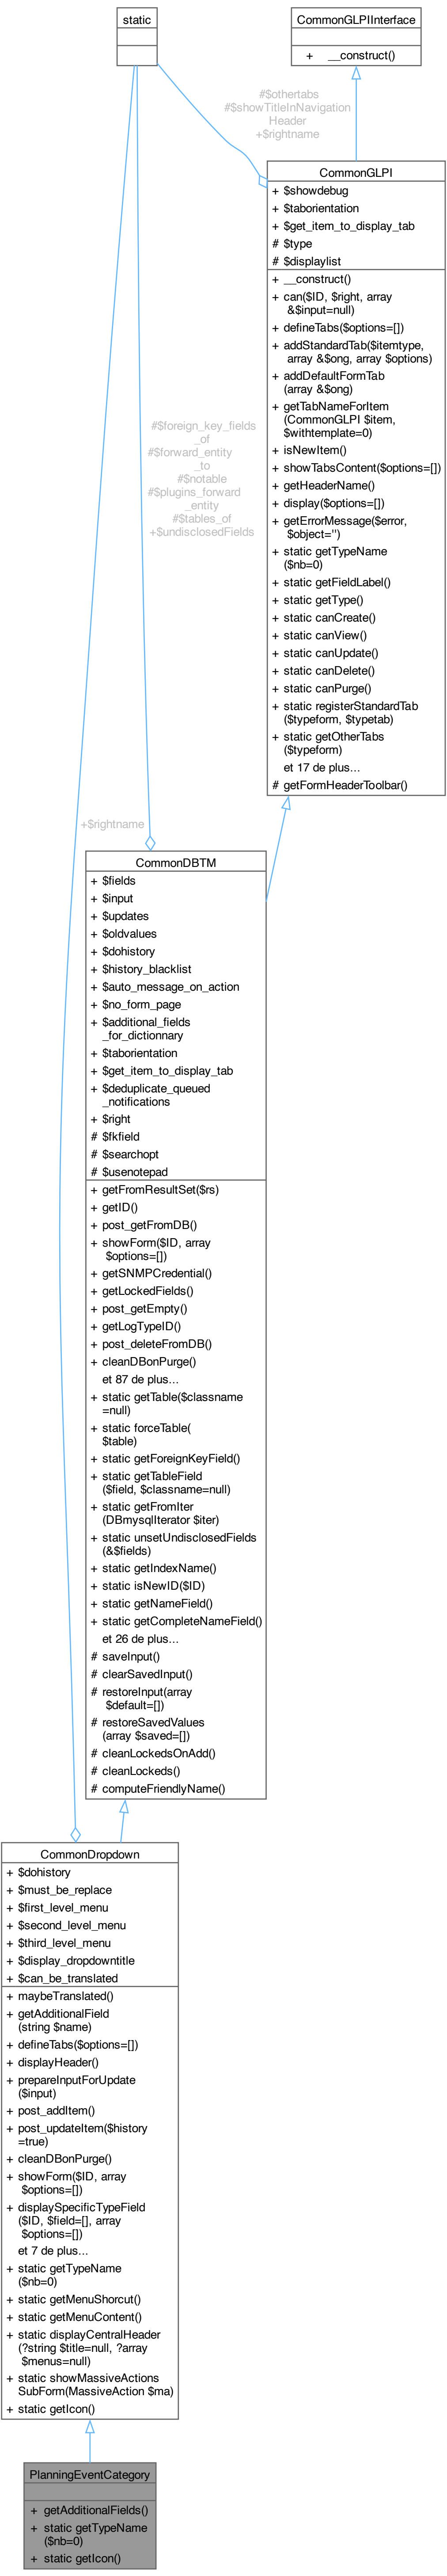 static
CommonGLPIInterface
+ __construct()
#$othertabs
#$showTitleInNavigation
Header
+$rightname
CommonGLPI
+ $showdebug
+ $taborientation
+ $get_item_to_display_tab
# $type
# $displaylist
+ __construct()
+ can($ID, $right, array
&$input=null)
+ defineTabs($options=[])
+ addStandardTab($itemtype,
array &$ong, array $options)
+ addDefaultFormTab
(array &$ong)
+ getTabNameForItem
(CommonGLPI $item,
$withtemplate=0)
+ isNewItem()
+ showTabsContent($options=[])
+ getHeaderName()
+ display($options=[])
+ getErrorMessage($error,
$object='')
+ static getTypeName
($nb=0)
+ static getFieldLabel()
+ static getType()
+ static canCreate()
+ static canView()
+ static canUpdate()
+ static canDelete()
+ static canPurge()
+ static registerStandardTab
($typeform, $typetab)
+ static getOtherTabs
($typeform)
et 17 de plus...
# getFormHeaderToolbar()
#$foreign_key_fields
_of
#$forward_entity
_to
#$notable
#$plugins_forward
_entity
#$tables_of
+$undisclosedFields
+$rightname
CommonDBTM
+ $fields
+ $input
+ $updates
+ $oldvalues
+ $dohistory
+ $history_blacklist
+ $auto_message_on_action
+ $no_form_page
+ $additional_fields
_for_dictionnary
+ $taborientation
+ $get_item_to_display_tab
+ $deduplicate_queued
_notifications
+ $right
# $fkfield
# $searchopt
# $usenotepad
+ getFromResultSet($rs)
+ getID()
+ post_getFromDB()
+ showForm($ID, array
$options=[])
+ getSNMPCredential()
+ getLockedFields()
+ post_getEmpty()
+ getLogTypeID()
+ post_deleteFromDB()
+ cleanDBonPurge()
et 87 de plus...
+ static getTable($classname
=null)
+ static forceTable(
$table)
+ static getForeignKeyField()
+ static getTableField
($field, $classname=null)
+ static getFromIter
(DBmysqlIterator $iter)
+ static unsetUndisclosedFields
(&$fields)
+ static getIndexName()
+ static isNewID($ID)
+ static getNameField()
+ static getCompleteNameField()
et 26 de plus...
# saveInput()
# clearSavedInput()
# restoreInput(array
$default=[])
# restoreSavedValues
(array $saved=[])
# cleanLockedsOnAdd()
# cleanLockeds()
# computeFriendlyName()
CommonDropdown
+ $dohistory
+ $must_be_replace
+ $first_level_menu
+ $second_level_menu
+ $third_level_menu
+ $display_dropdowntitle
+ $can_be_translated
+ maybeTranslated()
+ getAdditionalField
(string $name)
+ defineTabs($options=[])
+ displayHeader()
+ prepareInputForUpdate
($input)
+ post_addItem()
+ post_updateItem($history
=true)
+ cleanDBonPurge()
+ showForm($ID, array
$options=[])
+ displaySpecificTypeField
($ID, $field=[], array
$options=[])
et 7 de plus...
+ static getTypeName
($nb=0)
+ static getMenuShorcut()
+ static getMenuContent()
+ static displayCentralHeader
(?string $title=null, ?array
$menus=null)
+ static showMassiveActions
SubForm(MassiveAction $ma)
+ static getIcon()
PlanningEventCategory
+ getAdditionalFields()
+ static getTypeName
($nb=0)
+ static getIcon()